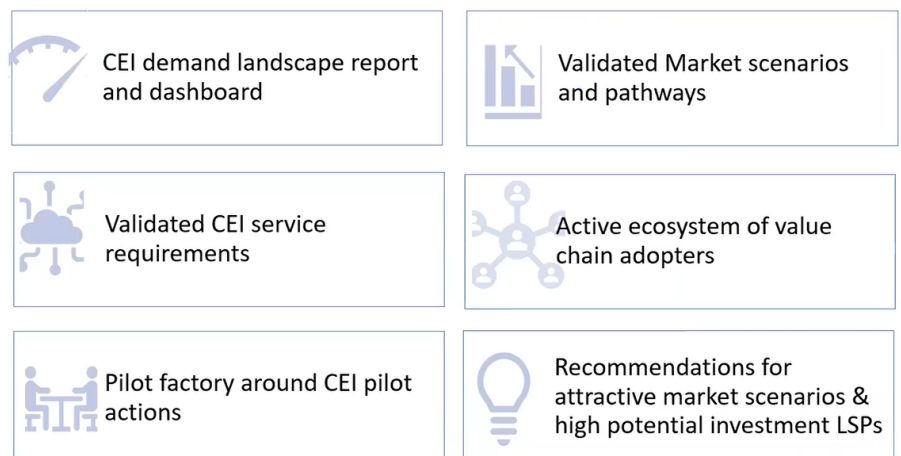 CEI demand landscape report
and dashboard
Validated Market scenarios
and pathways
Validated CEI service
requirements
Active ecosystem of value
chain adopters
Pilot factory around CEI pilot
actions
Recommendations for
attractive market scenarios &
high potential investment LSPs